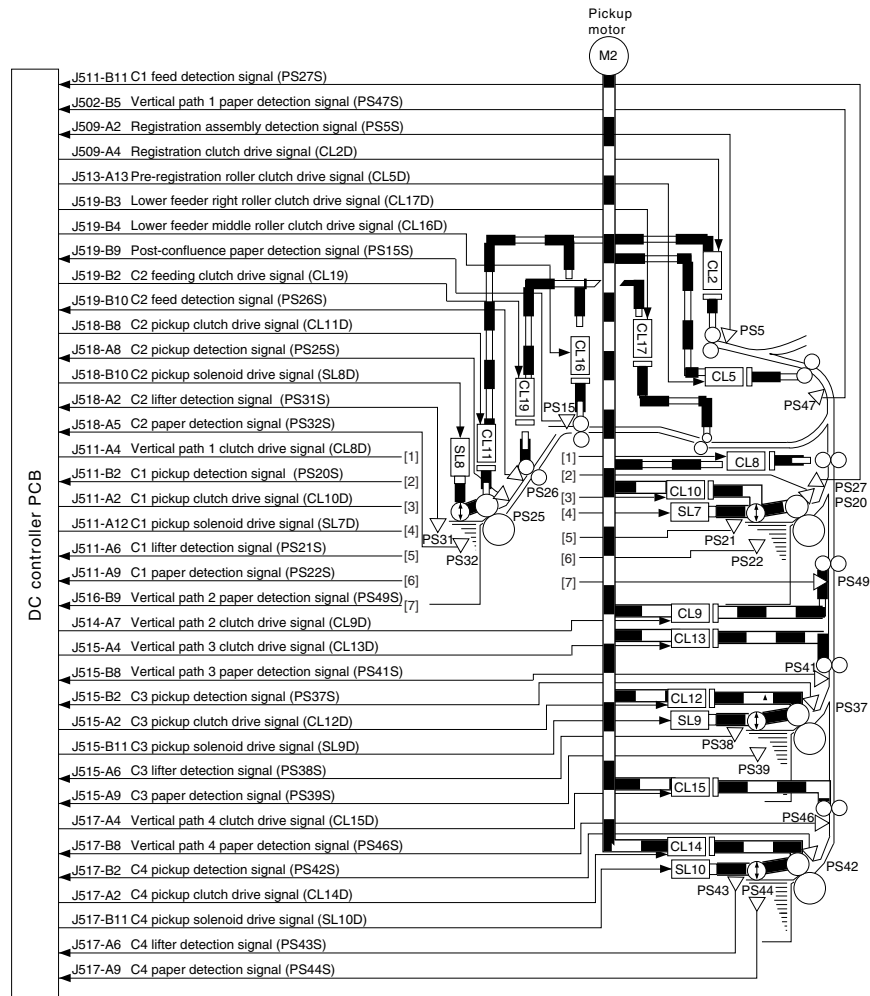 Pickup
motor
M2
DC controller PCB
J511-B11 C1 feed detection signal (PS27S)
J502-B5 Vertical path 1 paper detection signal (PS47S)
J509-A2 Registration assembly detection signal (PS5S)
J509-A4 Registration clutch drive signal (CL2D)
J513-A13 Pre-registration roller clutch drive signal (CL5D)
J519-B3 Lower feeder right roller clutch drive signal (CL17D)
J519-B4 Lower feeder middle roller clutch drive signal (CL16D)
J519-B9 Post-confluence paper detection signal (PS15S)
J519-B2 C2 feeding clutch drive signal (CL19)
J519-B10 C2 feed detection signal (PS26S)
J518-B8 C2 pickup clutch drive signal (CL11D)
J518-A8 C2 pickup detection signal (PS25S)
J518-B10 C2 pickup solenoid drive signal (SL8D)
J518-A2 C2 lifter detection signal (PS31S)
J518-A5 C2 paper detection signal (PS32S)
J511-A4 Vertical path 1 clutch drive signal (CL8D) [1]
J511-B2 C1 pickup detection signal (PS20S) [2]
J511-A2 C1 pickup clutch drive signal (CL10D) [3]
J511-A12 C1 pickup solenoid drive signal (SL7D) [4]
J511-A6 C1 lifter detection signal (PS21S) [5]
J511-A9 C1 paper detection signal (PS22S) [6]
J516-B9 Vertical path 2 paper detection signal (PS49S) [7]
J514-A7 Vertical path 2 clutch drive signal (CL9D)
J515-A4 Vertical path 3 clutch drive signal (CL13D)
J515-B8 Vertical path 3 paper detection signal (PS41S)
J515-B2 C3 pickup detection signal (PS37S)
J515-A2 C3 pickup clutch drive signal (CL12D)
J515-B11 C3 pickup solenoid drive signal (SL9D)
J515-A6 C3 lifter detection signal (PS38S)
J515-A9 C3 paper detection signal (PS39S)
J517-A4 Vertical path 4 clutch drive signal (CL15D)
J517-B8 Vertical path 4 paper detection signal (PS46S)
J517-B2 C4 pickup detection signal (PS42S)
J517-A2 C4 pickup clutch drive signal (CL14D)
J517-B11 C4 pickup solenoid drive signal (SL10D)
J517-A6 C4 lifter detection signal (PS43S)
J517-A9 C4 paper detection signal (PS44S)
CL2
PS5
CL17
CL16
CL5
PS47
CL19
PS15
CL11
SL8
PS26
PS25
PS31
PS32
[1]
[2]
[3]
[4]
[5]
[6]
[7]
CL8
PS27
PS20
CL10
SL7
PS21
PS22
PS49
CL9
CL13
PS41
CL12
PS37
SL9
PS38
PS39
CL15
PS46
CL14
PS42
SL10
PS43
PS44